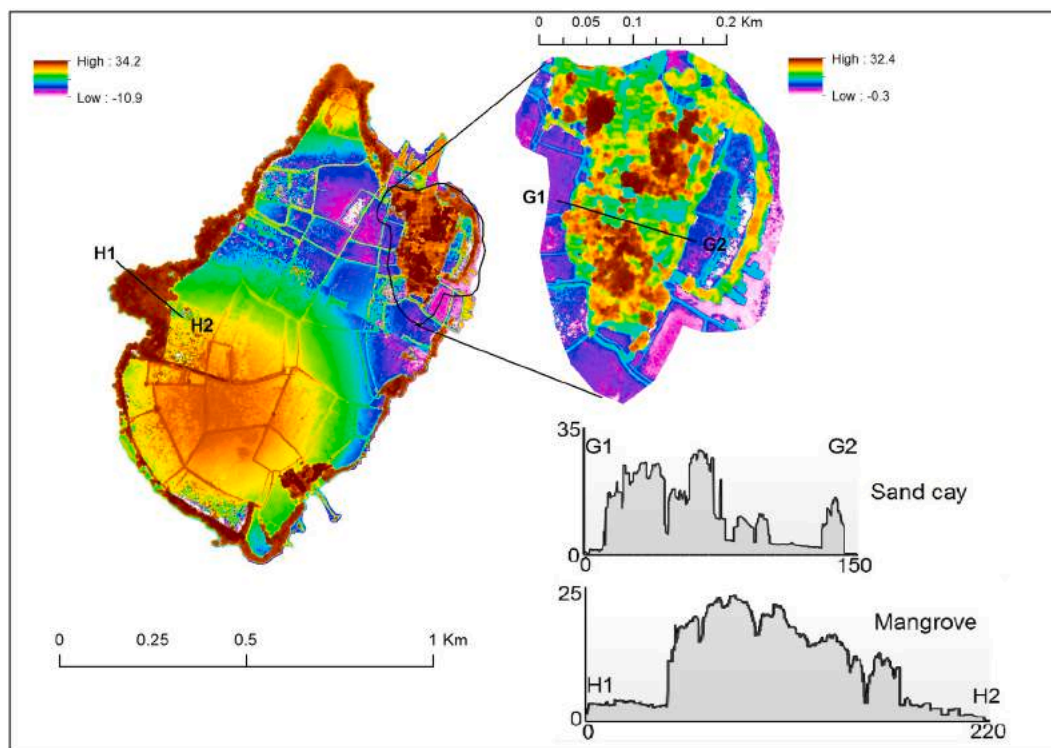 0 0.05 0.1 0.2 Km
High : 34.2
Low : -10.9
High : 32.4
Low : -0.3
G1
G2
H1
H2
35
G1 G2
Sand cay
0
0 150
25
Mangrove
H1 H2
0
220
0 0.25 0.5 1 Km